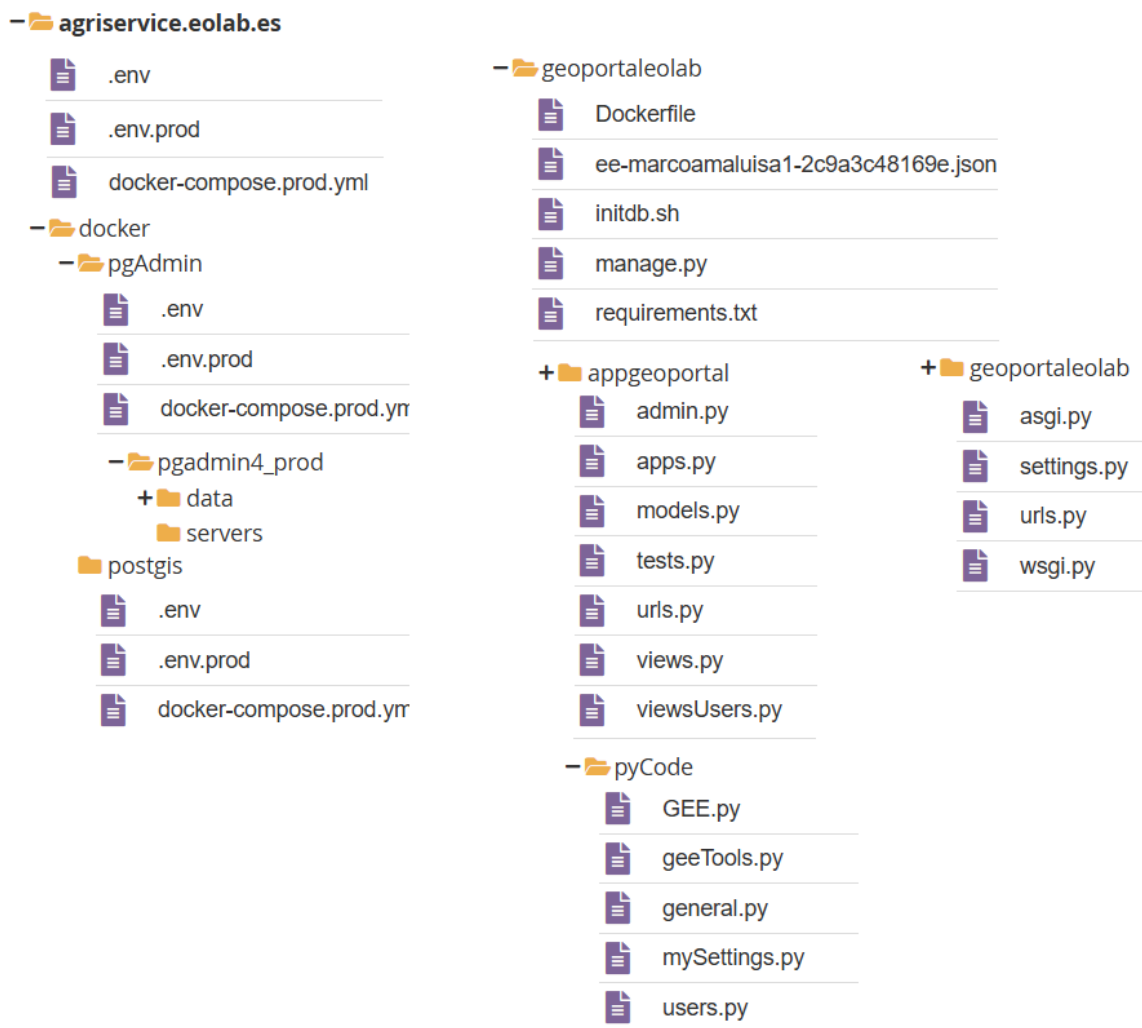 agriservice.eolab.es
.env
.env.prod
docker-compose.prod.yml
docker
pgAdmin
.env
.env.prod
docker-compose.prod.ym
pgadmin4_prod
data
servers
postgis
.env
.env.prod
docker-compose.prod.ym
geoportaleolab
Dockerfile
ee-marcoamaluisa1-2c9a3c48169e.json
initdb.sh
manage.py
requirements.txt
appgeoportal
admin.py
apps.py
models.py
tests.py
urls.py
views.py
viewsUsers.py
pyCode
GEE.py
geeTools.py
general.py
mySettings.py
users.py
geoportaleolab
asgi.py
settings.py
urls.py
wsgi.py